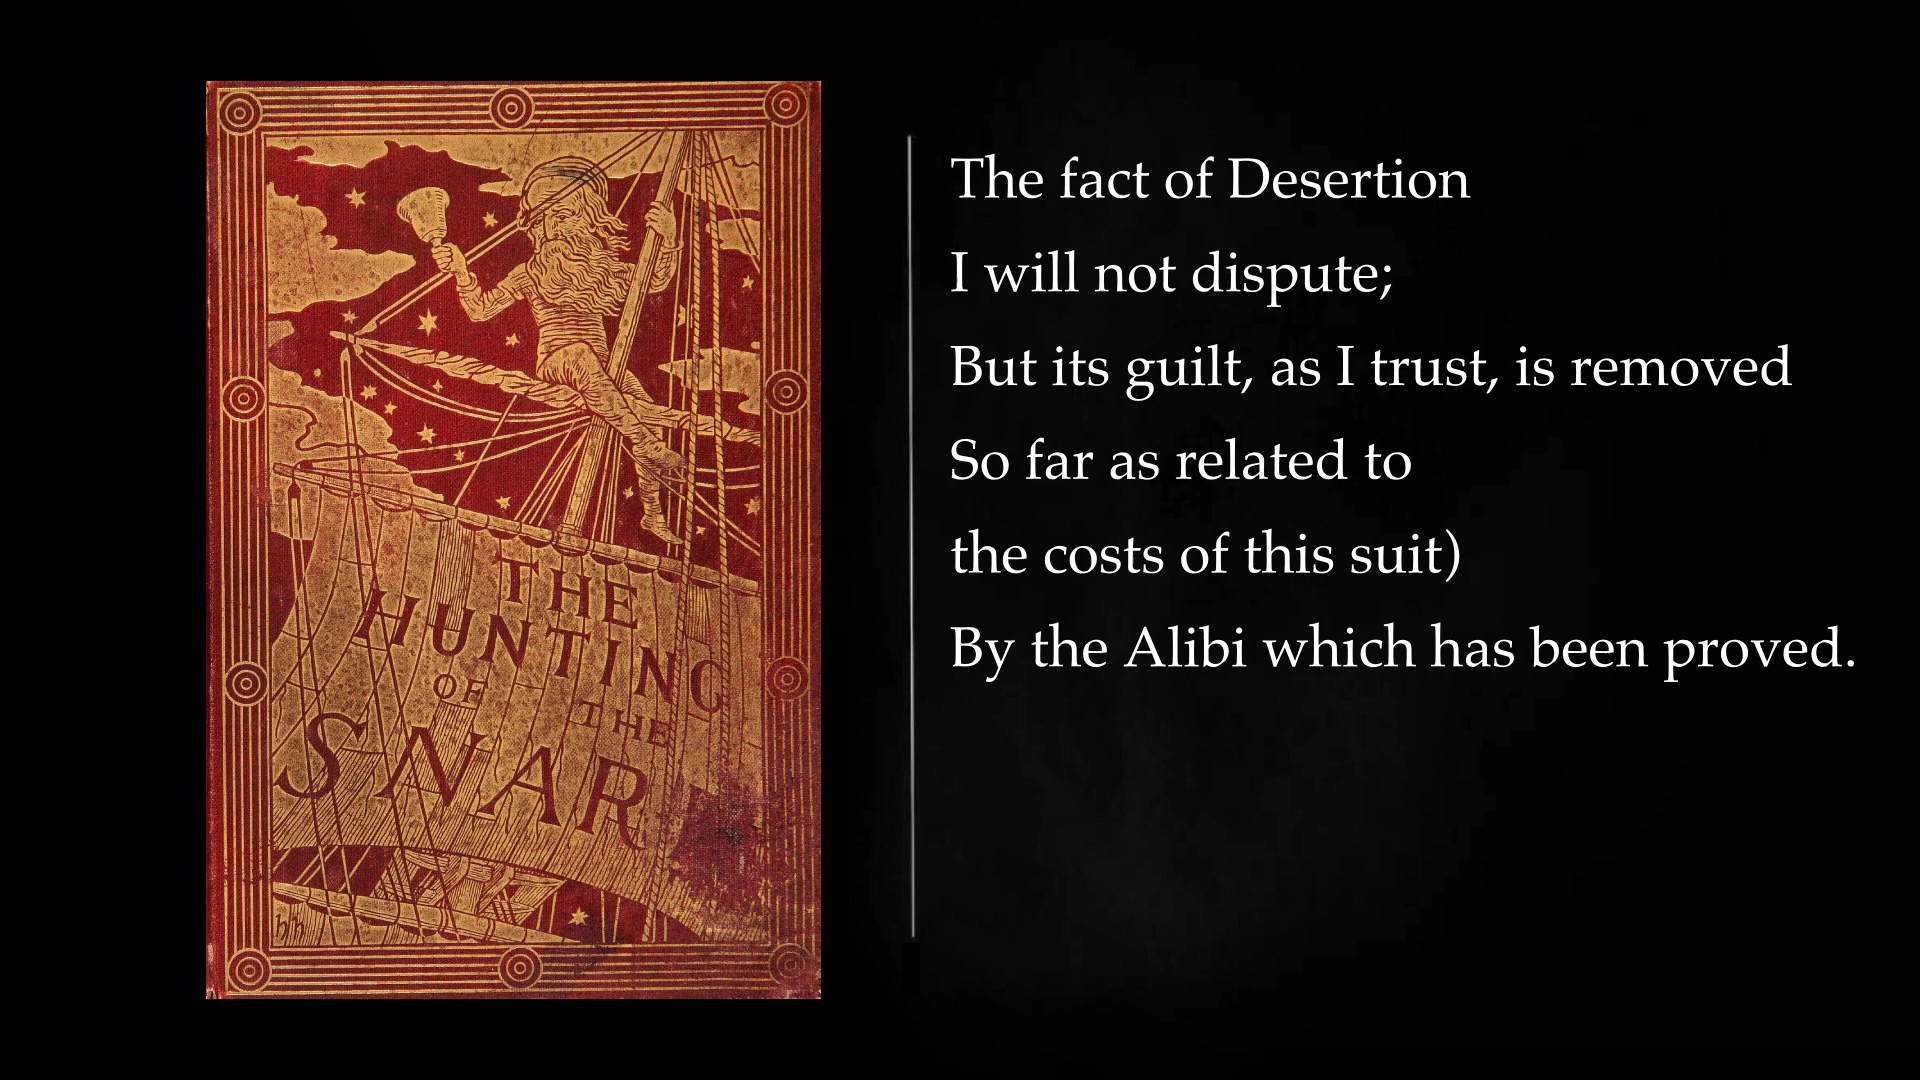 THE
HUNTING
OF THE
SNAR
The fact of Desertion
I will not dispute;
But its guilt, as I trust, is removed
So far as related to
the costs of this suit)
By the Alibi which has been proved.